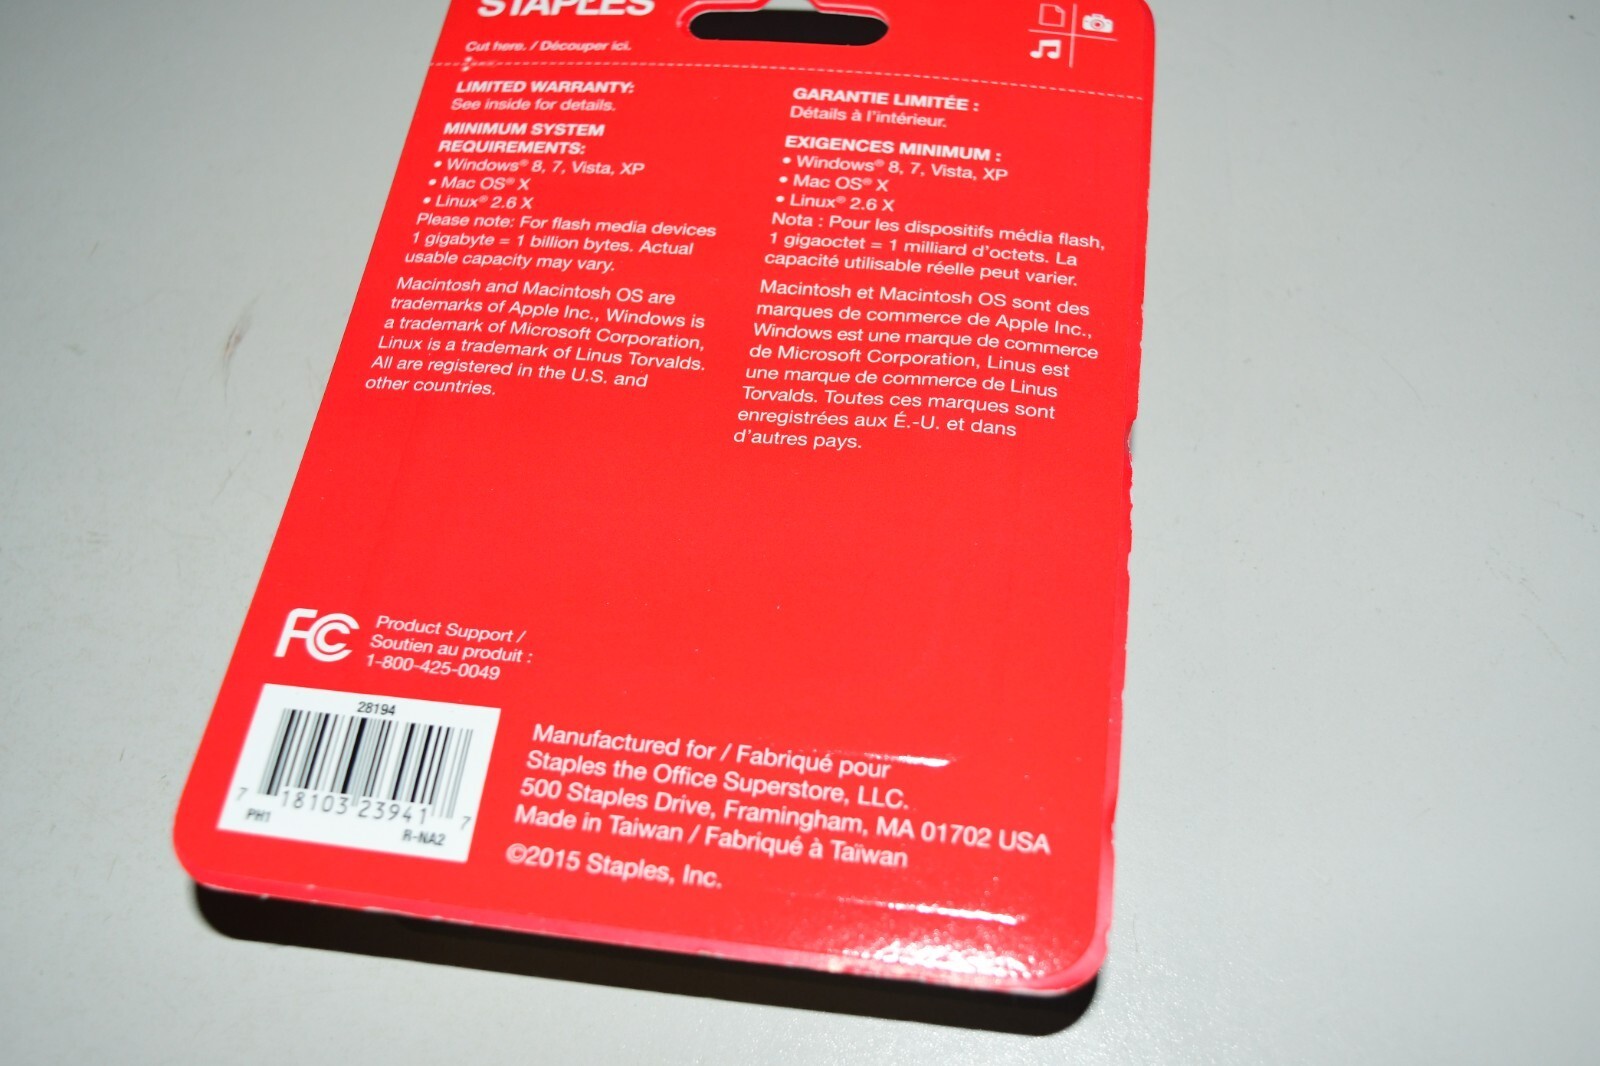 STAPLES
Cut here. / Découper ici.
LIMITED WARRANTY:
See inside for details.
MINIMUM SYSTEM
REQUIREMENTS:
• Windows® 8, 7, Vista, XP
• Mac OS® X
• Linux® 2.6 X
Please note: For flash media devices
1 gigabyte = 1 billion bytes. Actual
usable capacity may vary.
Macintosh and Macintosh OS are
trademarks of Apple Inc., Windows is
a trademark of Microsoft Corporation,
Linux is a trademark of Linus Torvalds.
All are registered in the U.S. and
other countries.
GARANTIE LIMITÉE :
Détails à l'intérieur.
EXIGENCES MINIMUM :
• Windows® 8, 7, Vista, XP
• Mac OS® X
• Linux® 2.6 X
Nota : Pour les dispositifs média flash,
1 gigaoctet = 1 milliard d'octets. La
capacité utilisable réelle peut varier.
Macintosh et Macintosh OS sont des
marques de commerce de Apple Inc.,
Windows est une marque de commerce
de Microsoft Corporation, Linus est
une marque de commerce de Linus
Torvalds. Toutes ces marques sont
enregistrées aux É.-U. et dans
d'autres pays.
FC
Product Support /
Soutien au produit :
1-800-425-0049
28194
7 18103 23941 7
PH1 R-NA2
Manufactured for / Fabriqué pour
Staples the Office Superstore, LLC.
500 Staples Drive, Framingham, MA 01702 USA
Made in Taiwan / Fabriqué à Taïwan
©2015 Staples, Inc.